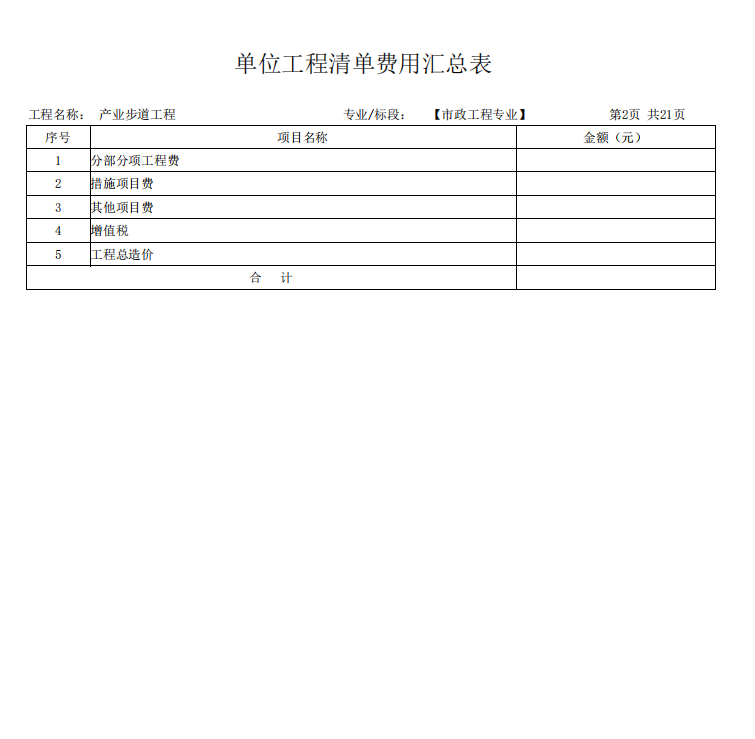 单位工程清单费用汇总表
工程名称: 产业步道工程 专业/标段: 【市政工程专业】 第2页 共21页
序号 项目名称 金额（元）
1 分部分项工程费
2 措施项目费
3 其他项目费
4 增值税
5 工程总造价
合 计